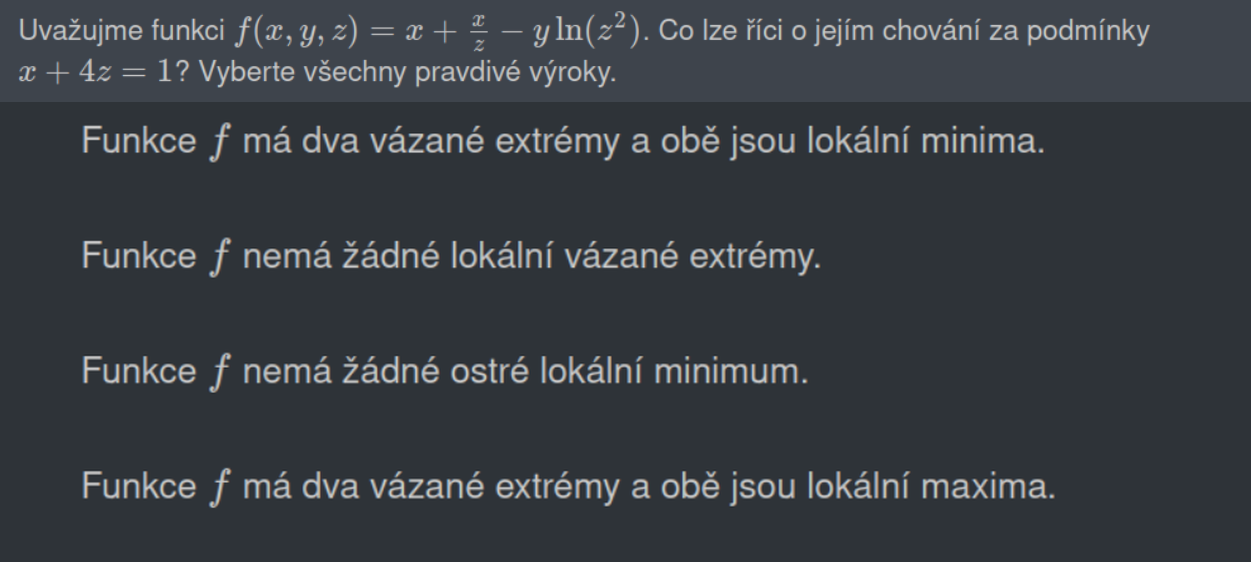 Uvažujme funkci f(x, y, z) = x + x/z − y ln(z²). Co lze říci o jejím chování za podmínky
x + 4z = 1? Vyberte všechny pravdivé výroky.
Funkce f má dva vázané extrémy a obě jsou lokální minima.
Funkce f nemá žádné lokální vázané extrémy.
Funkce f nemá žádné ostré lokální minimum.
Funkce f má dva vázané extrémy a obě jsou lokální maxima.